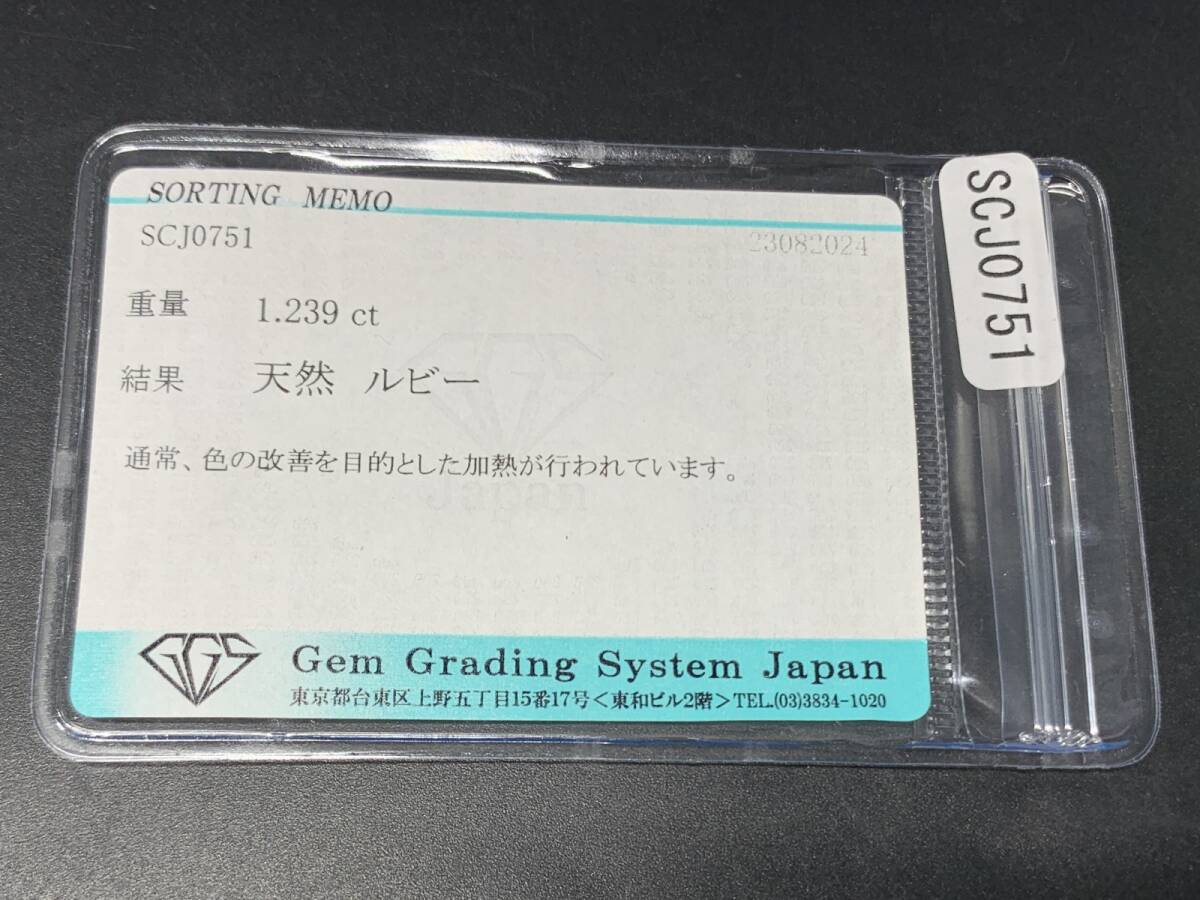 SORTING MEMO
SCJ0751
23082024
重量 1.239 ct
結果 天然 ルビー
通常、色の改善を目的とした加熱が行われています。
Japan
GGS
Gem Grading System Japan
東京都台東区上野五丁目15番17号<東和ビル2階>TEL.(03)3834-1020
SCJ0751